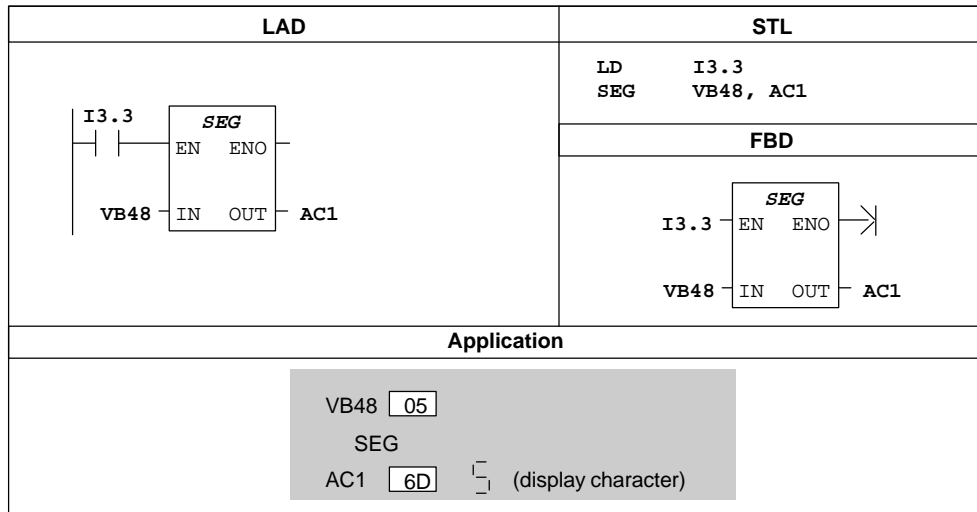 LAD
I3.3
SEG
EN ENO
VB48 IN OUT AC1
STL
LD I3.3
SEG VB48, AC1
FBD
SEG
I3.3 EN ENO
VB48 IN OUT AC1
Application
VB48 05
SEG
AC1 6D (display character)